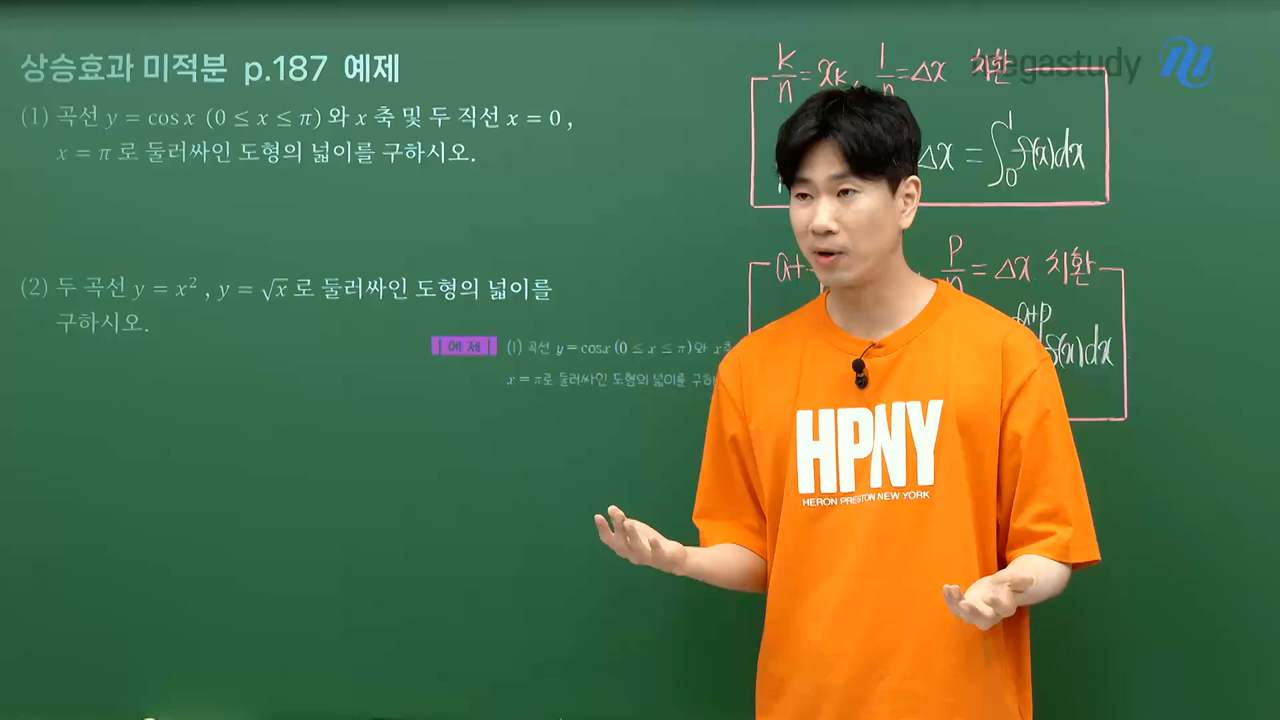 상승효과 미적분 p.187 예제
(1) 곡선 y = cos x (0 ≤ x ≤ π) 와 x 축 및 두 직선 x = 0 ,
x = π 로 둘러싸인 도형의 넓이를 구하시오.
(2) 두 곡선 y = x² , y = √x 로 둘러싸인 도형의 넓이를
구하시오.
예제 (1) 곡선 y = cosx (0 ≤ x ≤ π)와 x축
x = π로 둘러싸인 도형의 넓이를 구하
megastudy
k/n = xₖ, 1/n = Δx 치환
Δx = ∫₀¹ f(x)dx
a+ p/n = Δx 치환
a+p f(x)dx
HPNY
HERON PRESTON NEW YORK